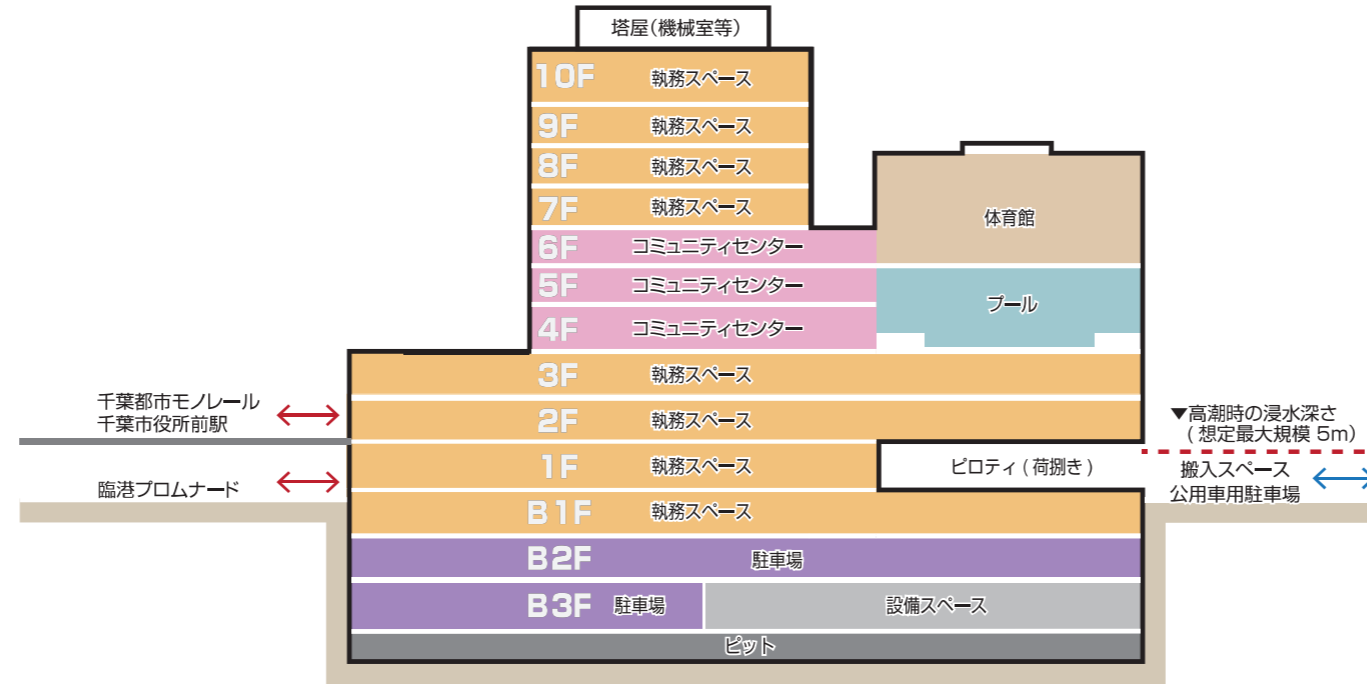 塔屋(機械室等)
10F 執務スペース
9F 執務スペース
8F 執務スペース
7F 執務スペース
体育館
6F コミュニティセンター
5F コミュニティセンター
プール
4F コミュニティセンター
3F 執務スペース
千葉都市モノレール
千葉市役所前駅
2F 執務スペース
▼高潮時の浸水深さ
(想定最大規模 5m)
1F 執務スペース
ピロティ(荷捌き)
搬入スペース
公用車用駐車場
臨港プロムナード
B1F 執務スペース
B2F 駐車場
B3F 駐車場 設備スペース
ピット